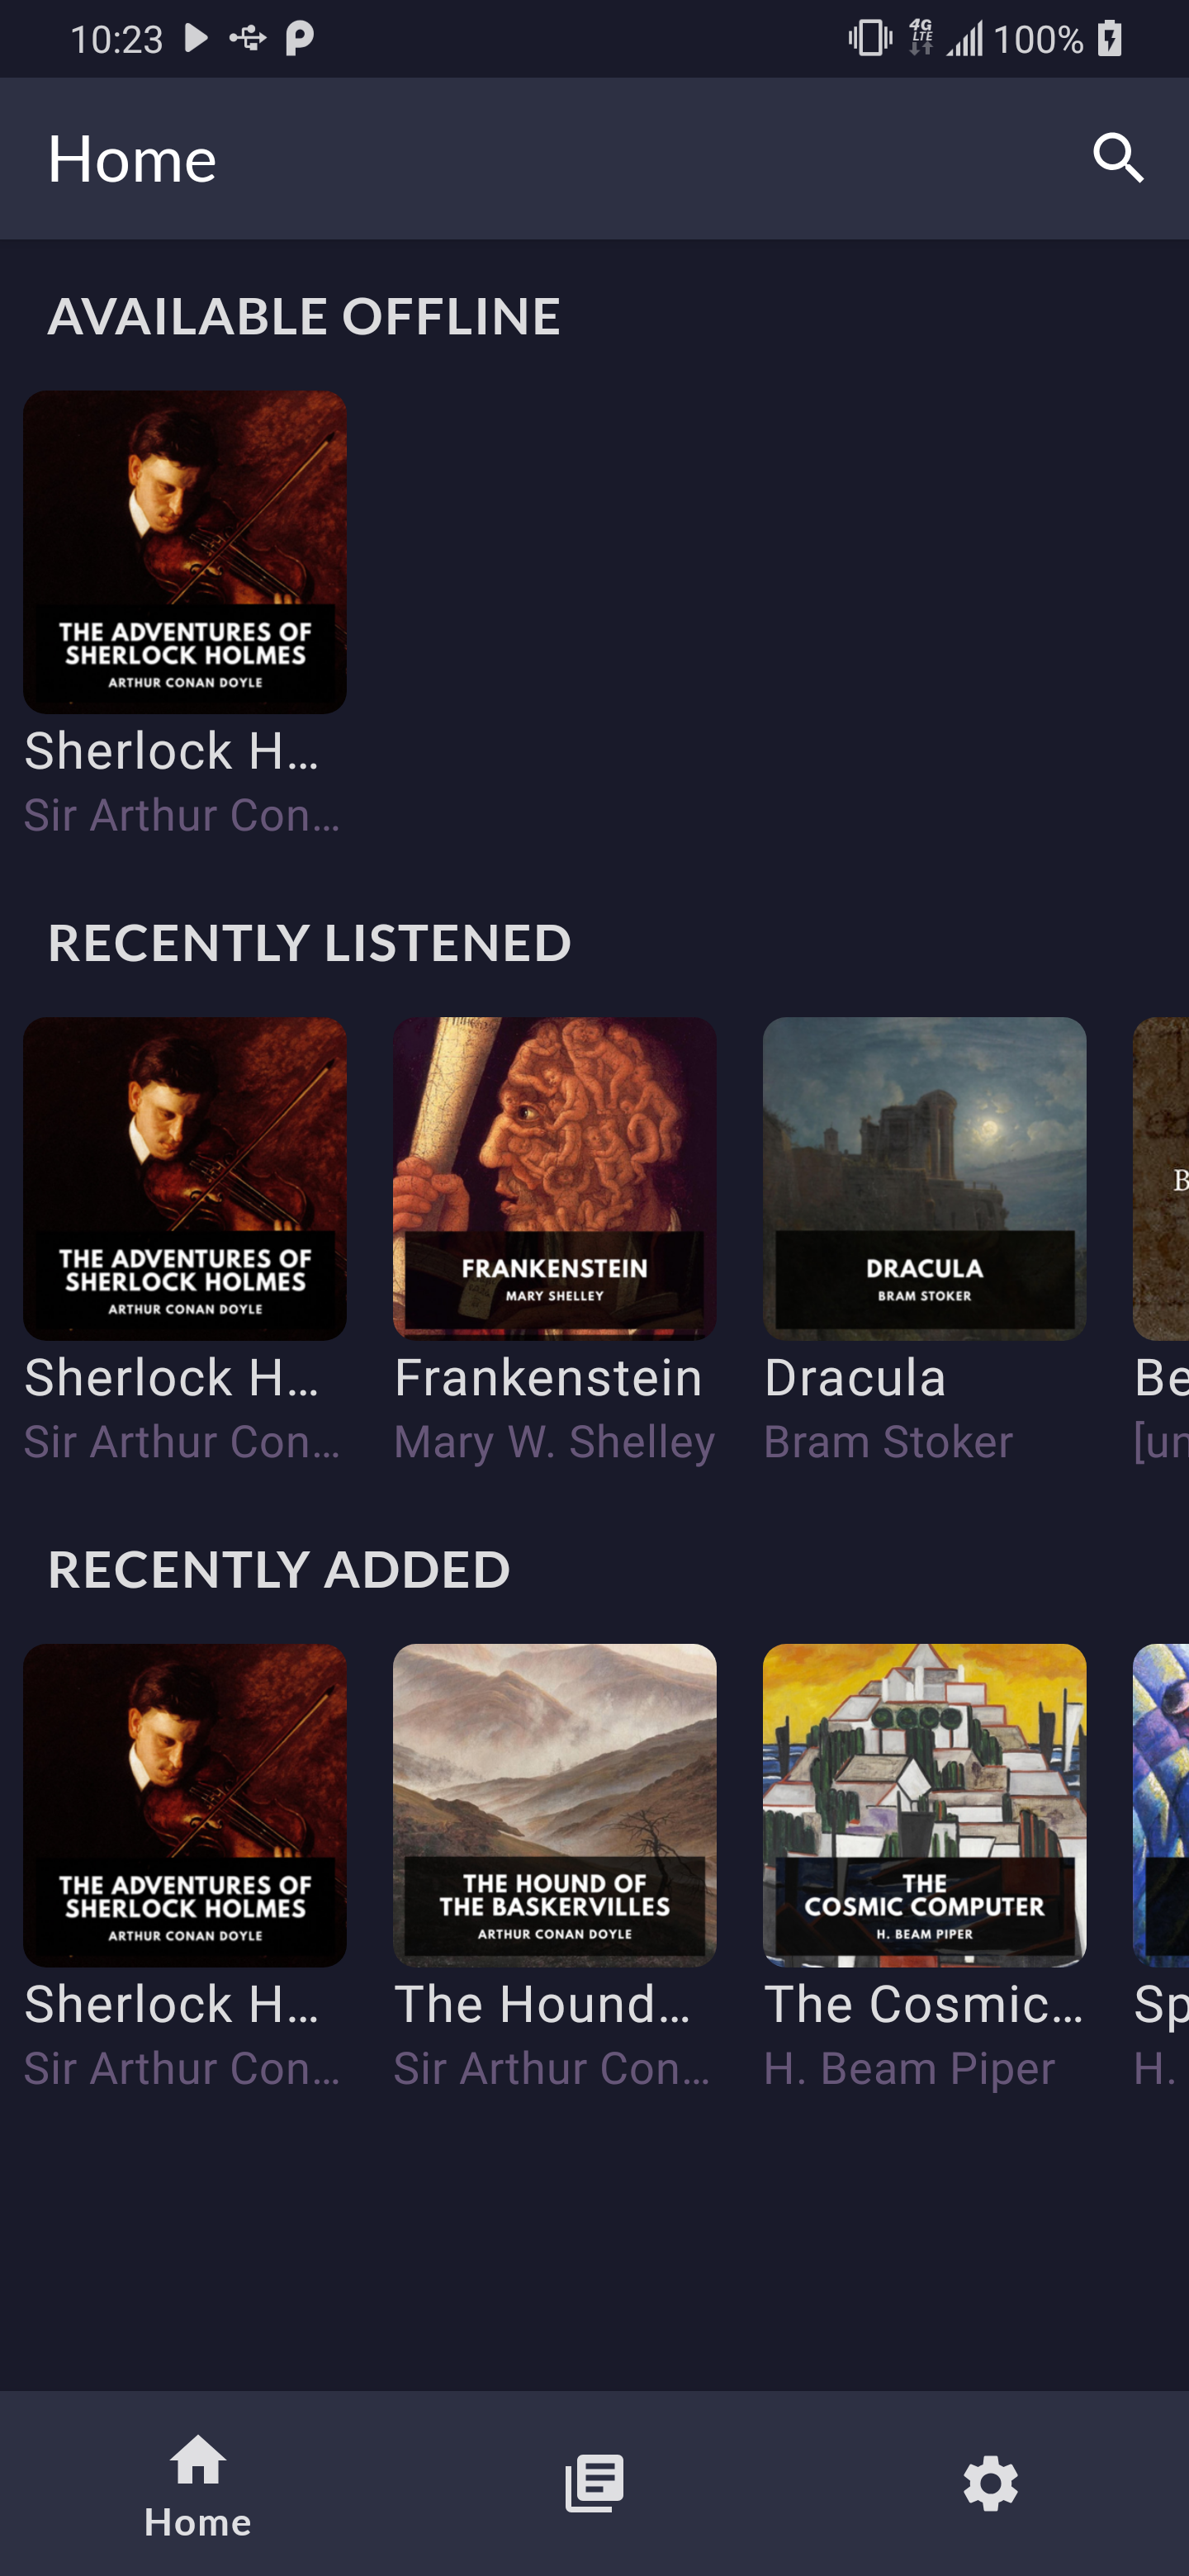 10:23
4G LTE 100%
Home
AVAILABLE OFFLINE
THE ADVENTURES OF
SHERLOCK HOLMES
ARTHUR CONAN DOYLE
Sherlock H...
Sir Arthur Con...
RECENTLY LISTENED
THE ADVENTURES OF
SHERLOCK HOLMES
ARTHUR CONAN DOYLE
Sherlock H...
Sir Arthur Con...
FRANKENSTEIN
MARY SHELLEY
Frankenstein
Mary W. Shelley
DRACULA
BRAM STOKER
Dracula
Bram Stoker
B
Be
[un
RECENTLY ADDED
THE ADVENTURES OF
SHERLOCK HOLMES
ARTHUR CONAN DOYLE
Sherlock H...
Sir Arthur Con...
THE HOUND OF
THE BASKERVILLES
ARTHUR CONAN DOYLE
The Hound...
Sir Arthur Con...
THE
COSMIC COMPUTER
H. BEAM PIPER
The Cosmic...
H. Beam Piper
Sp
H.
Home